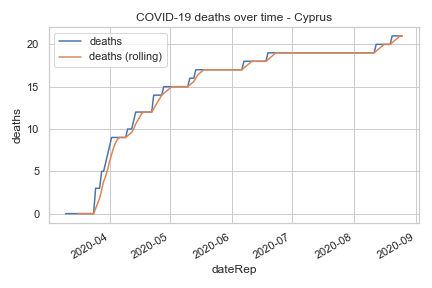 COVID-19 deaths over time - Cyprus
deaths
deaths (rolling)
20
15
10
5
0
deaths
2020-04
2020-05
2020-06
2020-07
2020-08
2020-09
dateRep